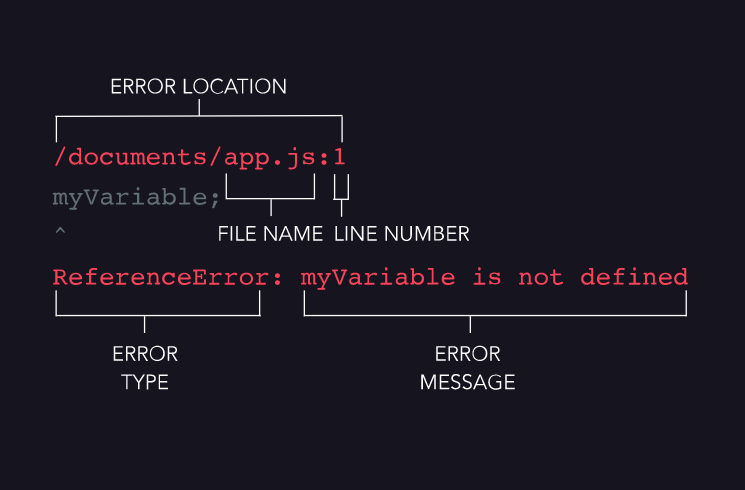 ERROR LOCATION
/documents/app.js:1
myVariable;
^
FILE NAME LINE NUMBER
ReferenceError: myVariable is not defined
ERROR TYPE
ERROR MESSAGE